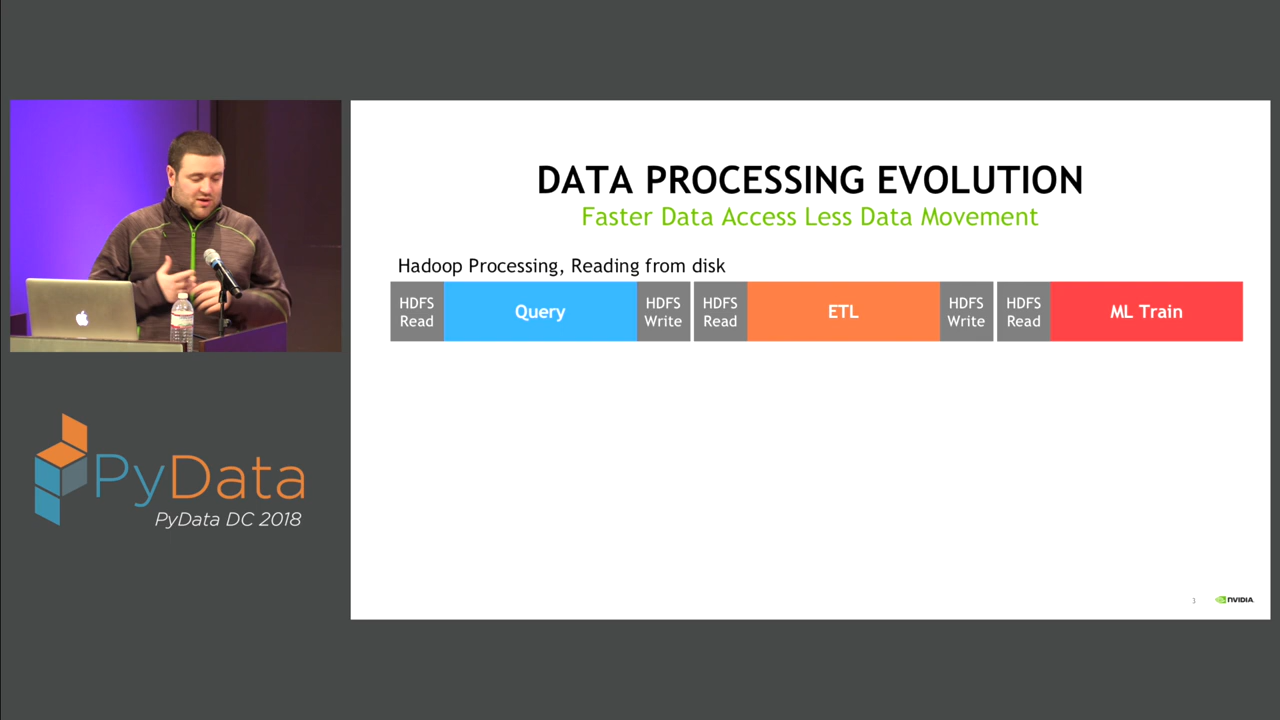 DATA PROCESSING EVOLUTION
Faster Data Access Less Data Movement
Hadoop Processing, Reading from disk
HDFS Read
Query
HDFS Write
HDFS Read
ETL
HDFS Write
HDFS Read
ML Train
PyData
PyData DC 2018
3
NVIDIA